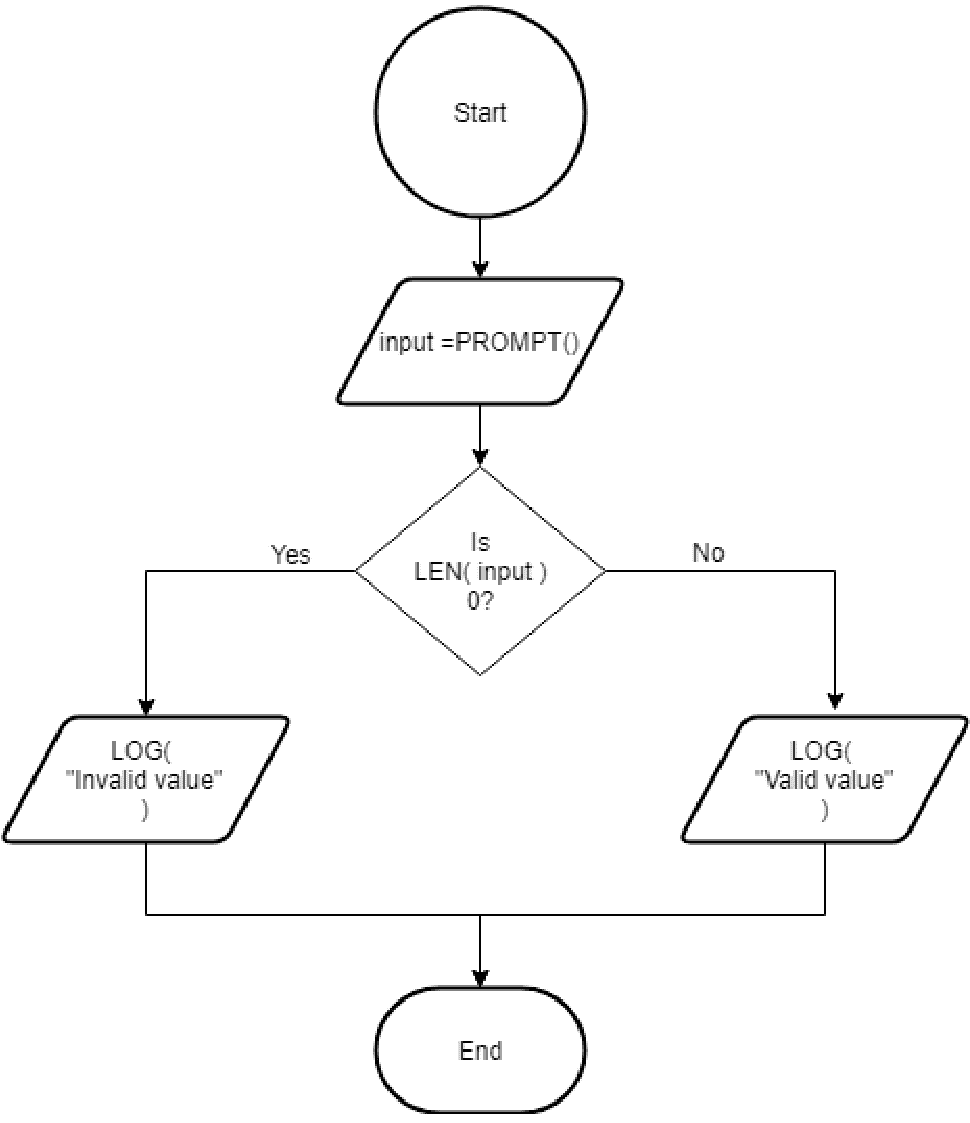 Start
input =PROMPT()
Is
LEN( input )
0?
Yes
No
LOG(
"Invalid value"
)
LOG(
"Valid value"
)
End